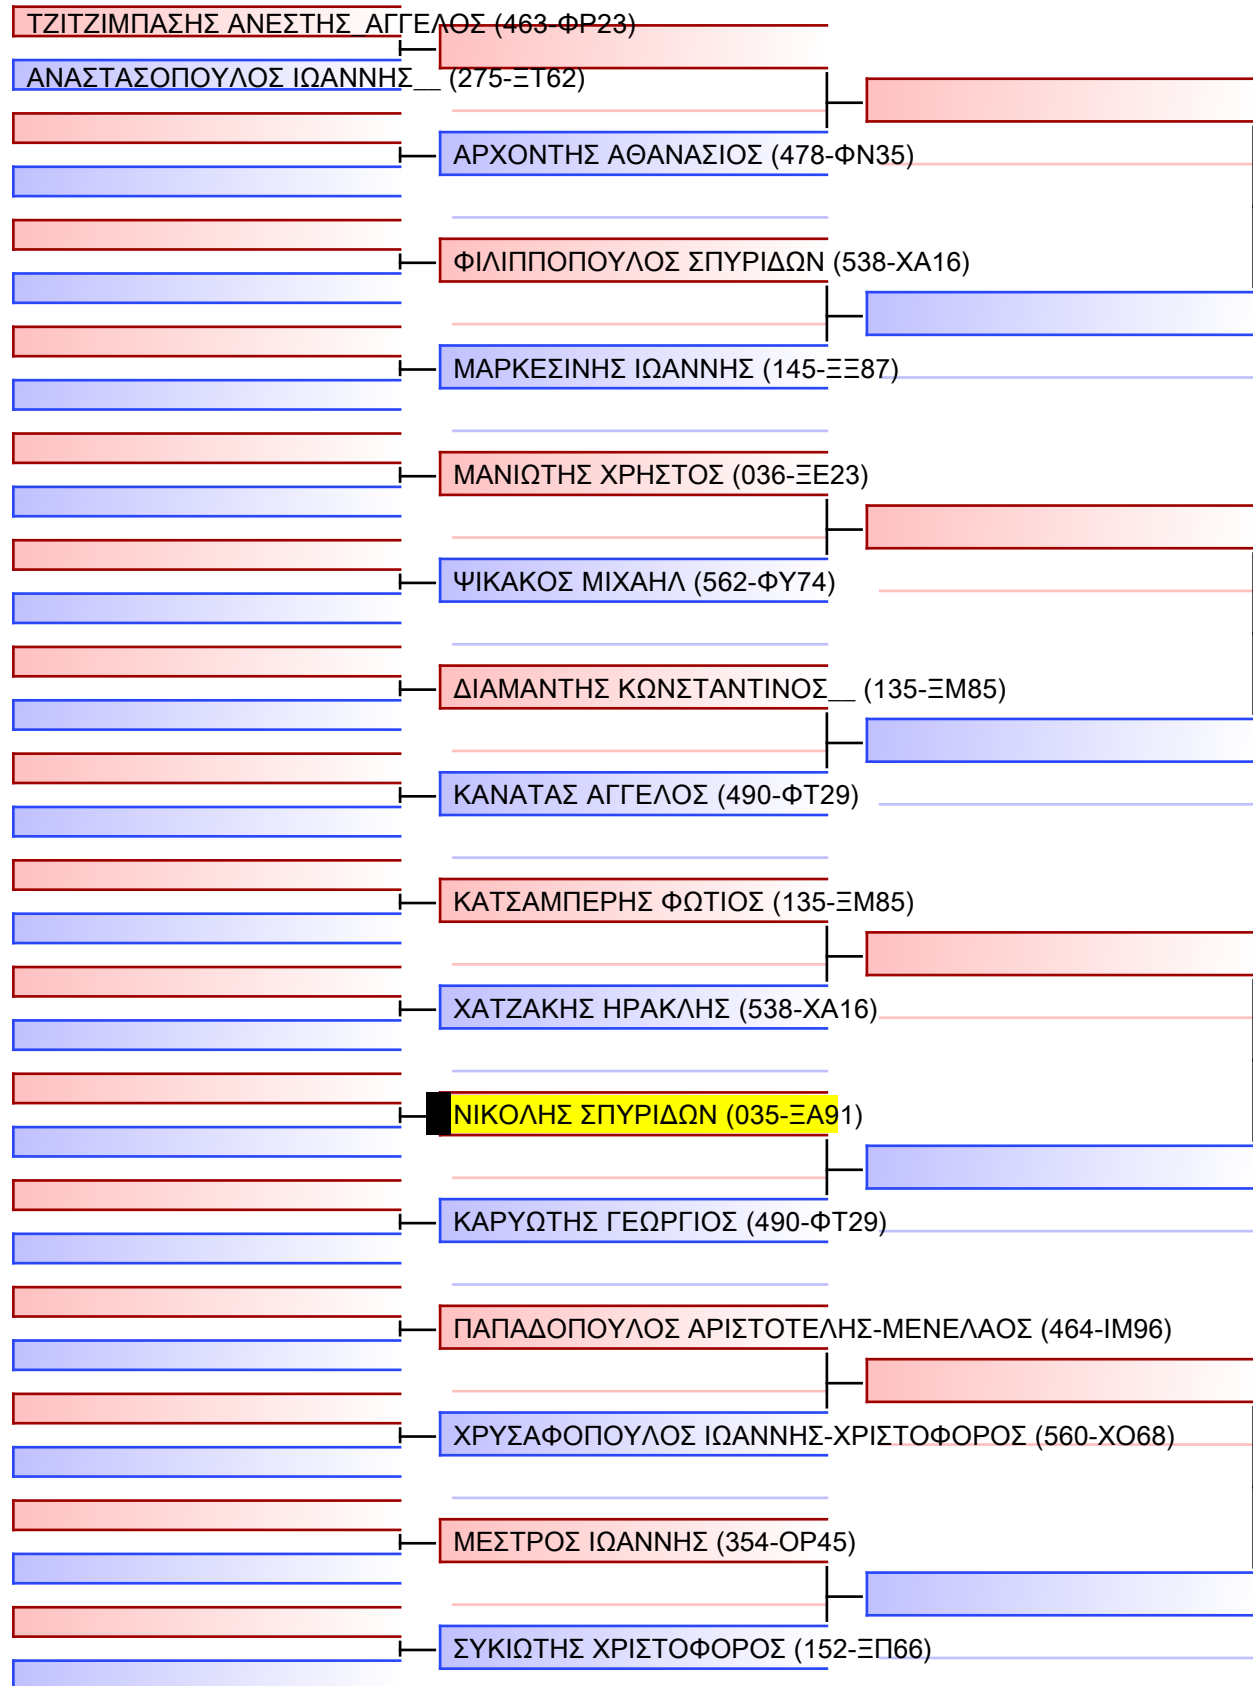 ΤΖΙΤΖΙΜΠΑΣΗΣ ΑΝΕΣΤΗΣ_ΑΓΓΕΛΟΣ (463-ΦΡ23)
ΑΝΑΣΤΑΣΟΠΟΥΛΟΣ ΙΩΑΝΝΗΣ__ (275-ΞΤ62)
ΑΡΧΟΝΤΗΣ ΑΘΑΝΑΣΙΟΣ (478-ΦΝ35)
ΦΙΛΙΠΠΟΠΟΥΛΟΣ ΣΠΥΡΙΔΩΝ (538-ΧΑ16)
ΜΑΡΚΕΣΙΝΗΣ ΙΩΑΝΝΗΣ (145-ΞΞ87)
ΜΑΝΙΩΤΗΣ ΧΡΗΣΤΟΣ (036-ΞΕ23)
ΨΙΚΑΚΟΣ ΜΙΧΑΗΛ (562-ΦΥ74)
ΔΙΑΜΑΝΤΗΣ ΚΩΝΣΤΑΝΤΙΝΟΣ__ (135-ΞΜ85)
ΚΑΝΑΤΑΣ ΑΓΓΕΛΟΣ (490-ΦΤ29)
ΚΑΤΣΑΜΠΕΡΗΣ ΦΩΤΙΟΣ (135-ΞΜ85)
ΧΑΤΖΑΚΗΣ ΗΡΑΚΛΗΣ (538-ΧΑ16)
ΝΙΚΟΛΗΣ ΣΠΥΡΙΔΩΝ (035-ΞΑ91)
ΚΑΡΥΩΤΗΣ ΓΕΩΡΓΙΟΣ (490-ΦΤ29)
ΠΑΠΑΔΟΠΟΥΛΟΣ ΑΡΙΣΤΟΤΕΛΗΣ-ΜΕΝΕΛΑΟΣ (464-ΙΜ96)
ΧΡΥΣΑΦΟΠΟΥΛΟΣ ΙΩΑΝΝΗΣ-ΧΡΙΣΤΟΦΟΡΟΣ (560-ΧΟ68)
ΜΕΣΤΡΟΣ ΙΩΑΝΝΗΣ (354-ΟΡ45)
ΣΥΚΙΩΤΗΣ ΧΡΙΣΤΟΦΟΡΟΣ (152-ΞΠ66)